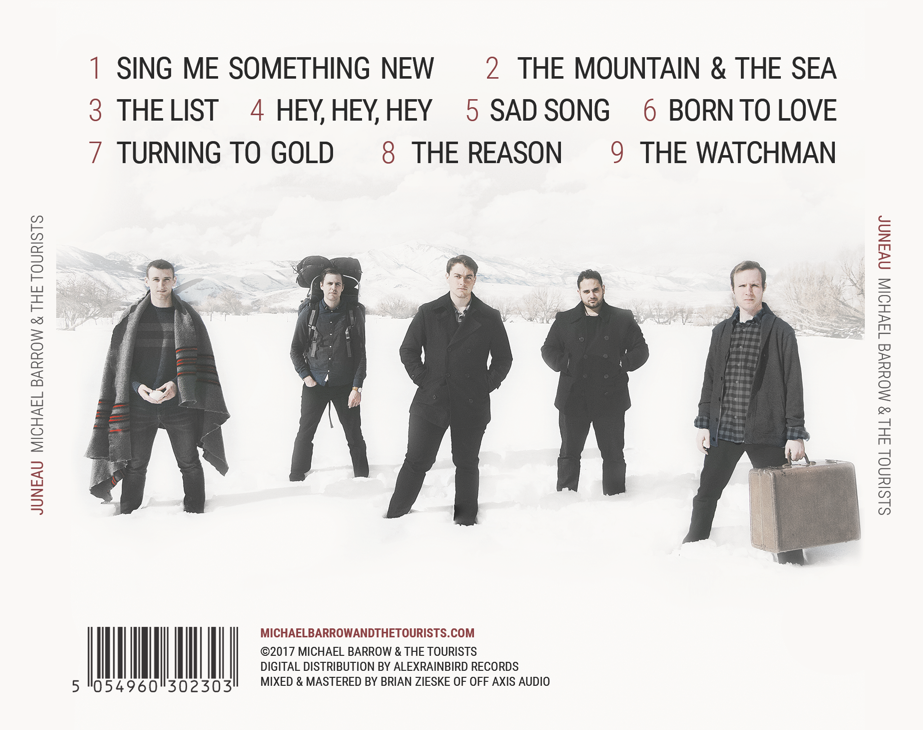 1 SING ME SOMETHING NEW 2 THE MOUNTAIN & THE SEA
3 THE LIST 4 HEY, HEY, HEY 5 SAD SONG 6 BORN TO LOVE
7 TURNING TO GOLD 8 THE REASON 9 THE WATCHMAN
JUNEAU MICHAEL BARROW & THE TOURISTS
JUNEAU MICHAEL BARROW & THE TOURISTS
MICHAELBARROWANDTHETOURISTS.COM
©2017 MICHAEL BARROW & THE TOURISTS
DIGITAL DISTRIBUTION BY ALEXRAINBIRD RECORDS
MIXED & MASTERED BY BRIAN ZIESKE OF OFF AXIS AUDIO
5 054960 302303